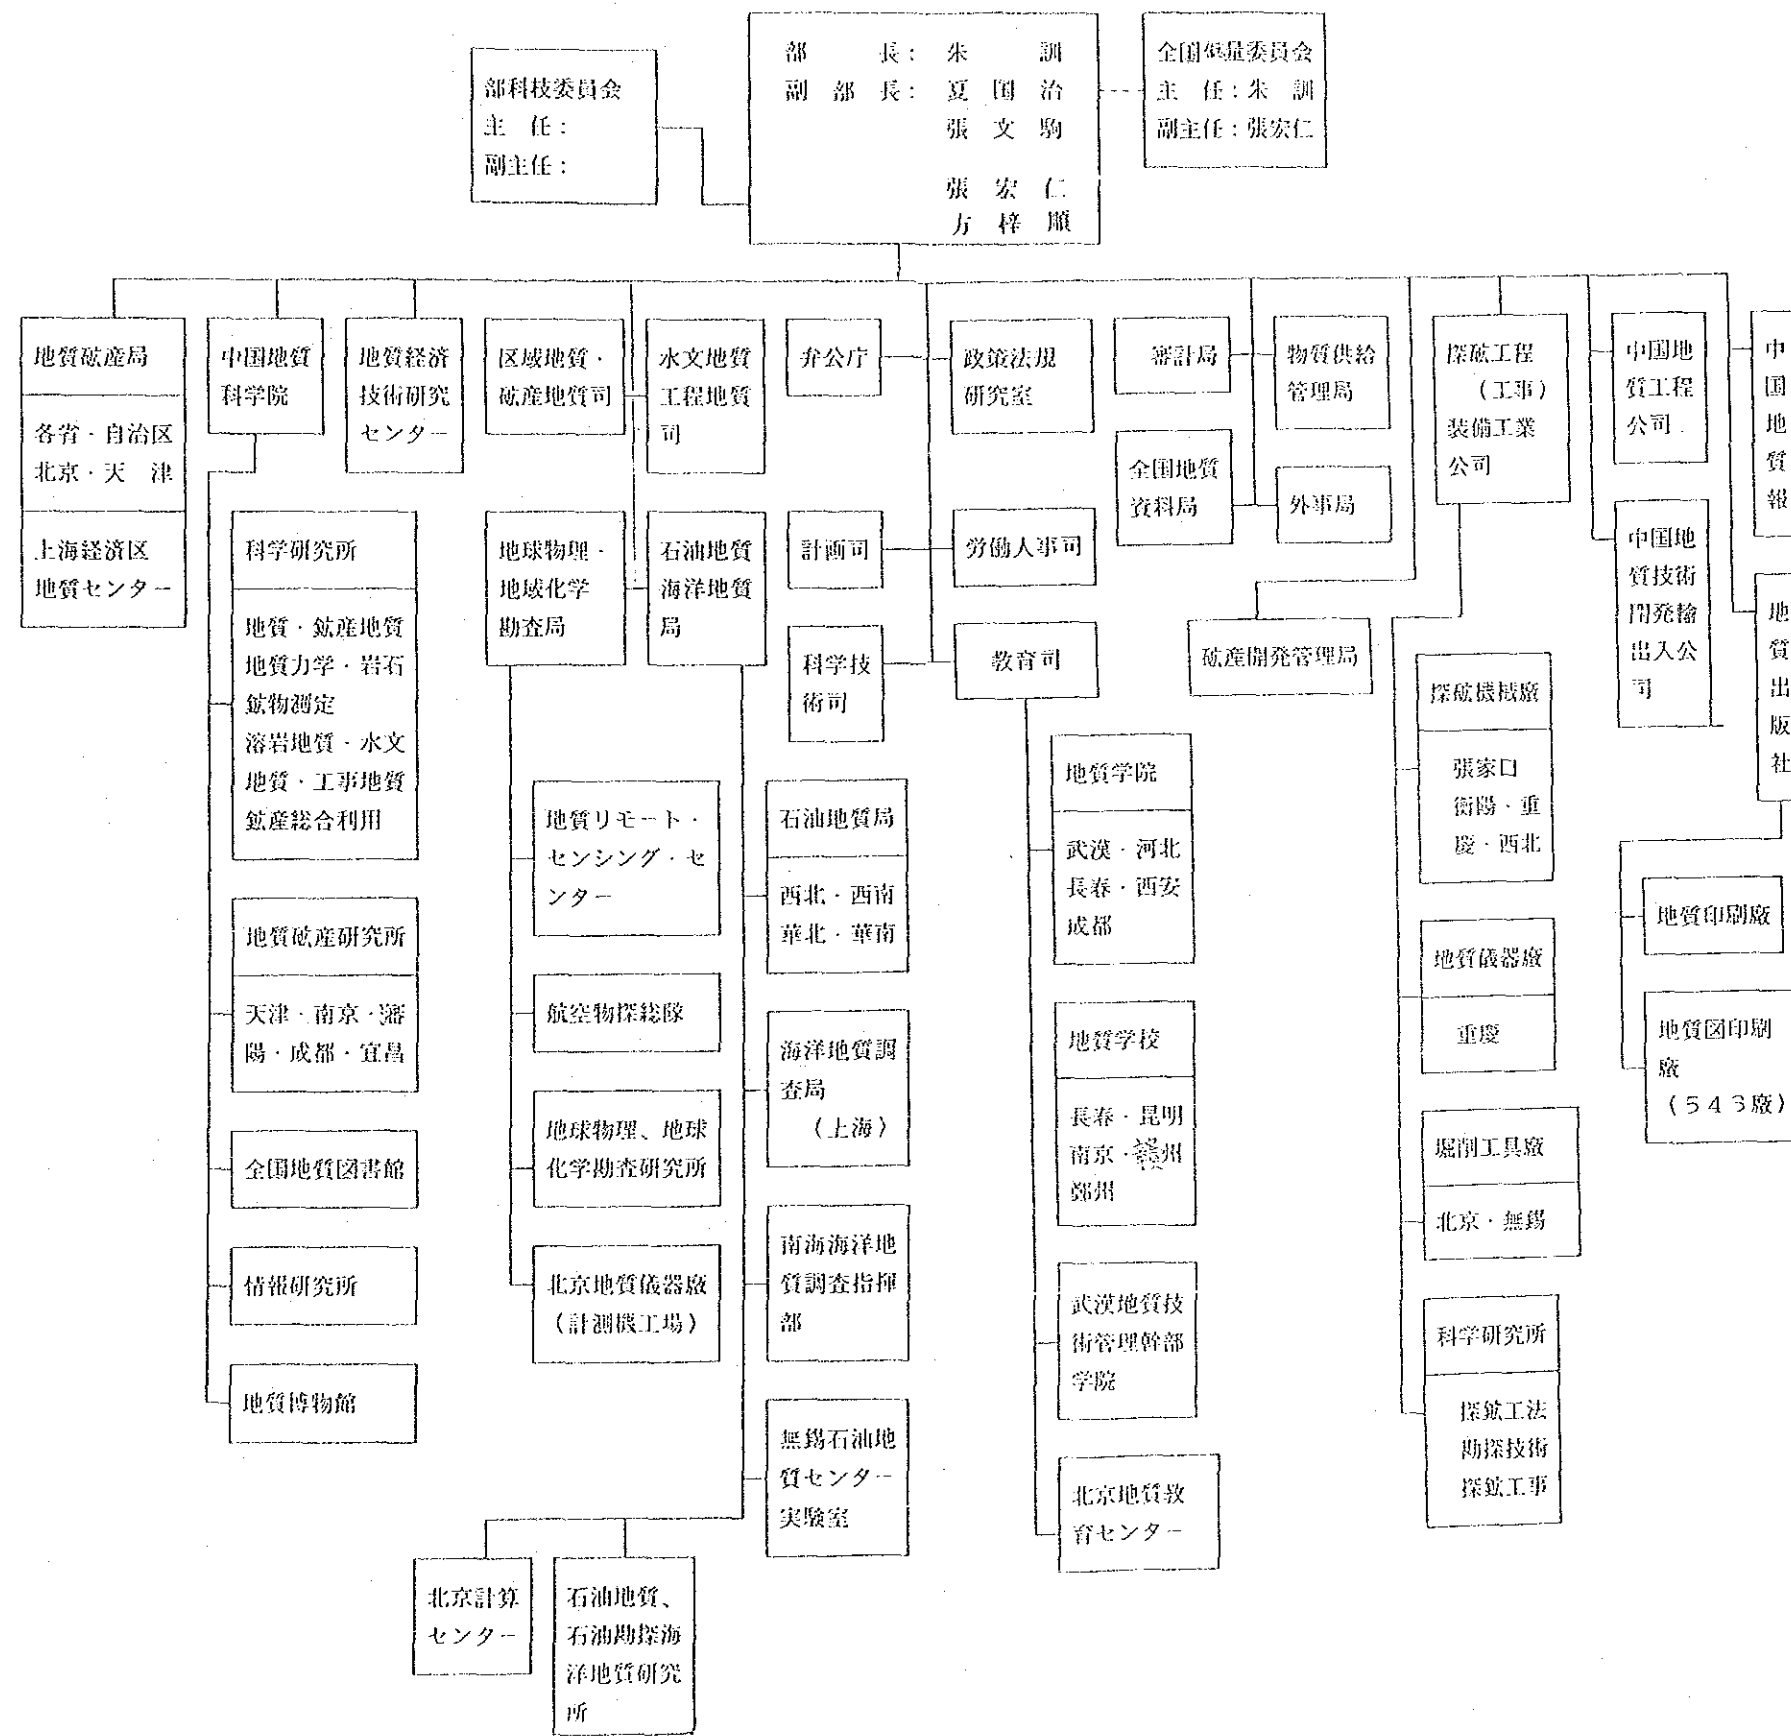 部長：朱訓
副部長：夏国治
張文駒
張宏仁
方梓順
部科技委員会
主任：
副主任：
全国委員会
主任：朱訓
副主任：張宏仁
地質砿産局
各省・自治区
北京・天津
上海経済区
地質センター
中国地質
科学院
地質経済
技術研究
センター
区域地質・
砿産地質司
水文地質
工程地質
司
弁公庁
政策法規
研究室
審計局
物質供給
管理局
探砿工程
（工事）
装備工業
公司
中国地
質工程
公司
中
国
地
質
報
全国地質
資料局
外事局
科学研究所
地質・鉱産地質
地質力学・岩石
鉱物測定
溶岩地質・水文
地質・工事地質
鉱産総合利用
地球物理・
地域化学
勘査局
石油地質
海洋地質
局
計画司
労働人事司
科学技
術司
教育司
砿産開発管理局
中国地
質技術
開発輸
出入公
司
地
質
出
版
社
探砿機械廠
張家口
衡陽・重
慶・西北
地質学院
武漢・河北
長春・西安
成都
地質リモート・
センシング・セ
ンター
石油地質局
西北・西南
華北・華南
地質砿産研究所
天津・南京・瀋
陽・成都・宜昌
地質儀器廠
重慶
地質印刷廠
地質図印刷
廠
（543廠）
航空物探総隊
海洋地質調
査局
（上海）
地質学校
長春・昆明
南京・州
鄭州
全国地質図書館
地球物理、地球
化学勘査研究所
堀削工具廠
北京・無錫
情報研究所
北京地質儀器廠
（計測機工場）
南海海洋地
質調査指揮
部
武漢地質技
術管理幹部
学院
科学研究所
探鉱工法
勘探技術
探鉱工事
地質博物館
無錫石油地
質センター
実験室
北京地質教
育センター
北京計算
センター
石油地質、
石油勘探海
洋地質研究
所